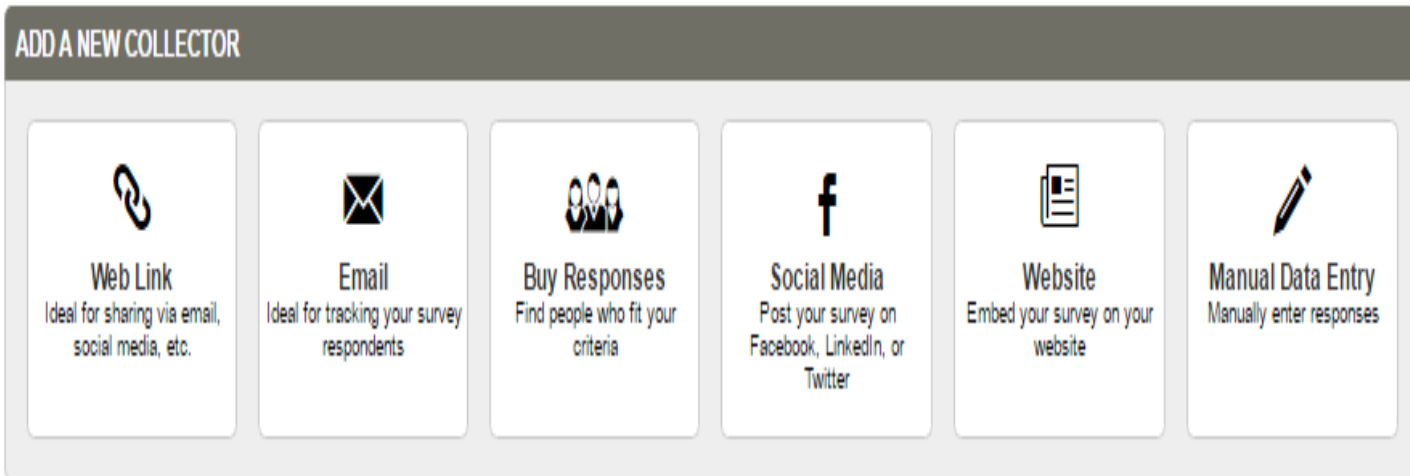 ADD A NEW COLLECTOR
Web Link
Ideal for sharing via email,
social media, etc.
Email
Ideal for tracking your survey
respondents
Buy Responses
Find people who fit your
criteria
Social Media
Post your survey on
Facebook, LinkedIn, or
Twitter
Website
Embed your survey on your
website
Manual Data Entry
Manually enter responses